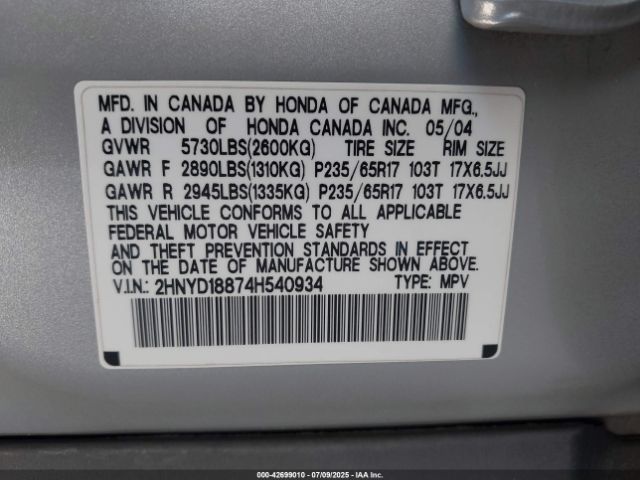 MFD. IN CANADA BY HONDA OF CANADA MFG.,
A DIVISION OF HONDA CANADA INC. 05/04
GVWR 5730LBS(2600KG) TIRE SIZE RIM SIZE
GAWR F 2890LBS(1310KG) P235/65R17 103T 17X6.5JJ
GAWR R 2945LBS(1335KG) P235/65R17 103T 17X6.5JJ
THIS VEHICLE CONFORMS TO ALL APPLICABLE
FEDERAL MOTOR VEHICLE SAFETY
AND THEFT PREVENTION STANDARDS IN EFFECT
ON THE DATE OF MANUFACTURE SHOWN ABOVE.
V.I.N.: 2HNYD18874H540934 TYPE: MPV
000-42699010 - 07/09/2025 - IAA Inc.